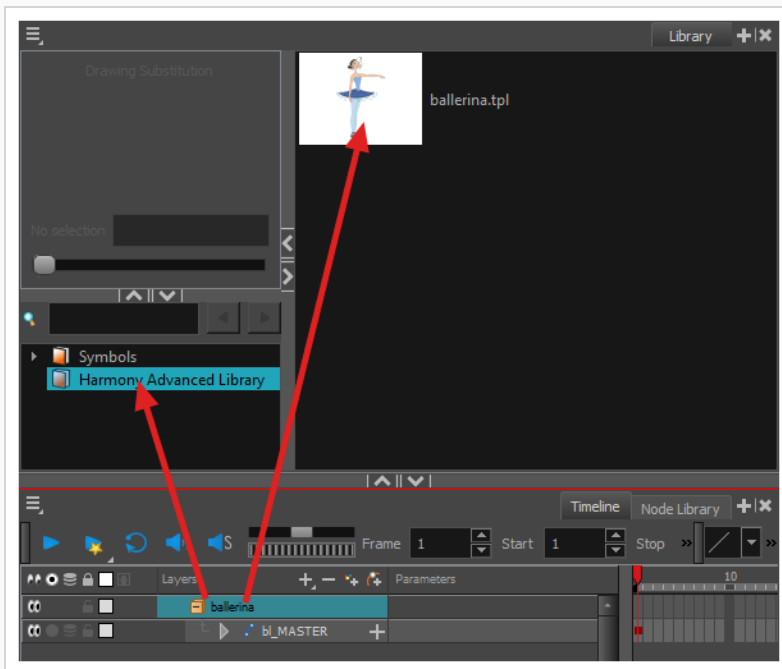 Library
Drawing Substitution
ballerina.tpl
No selection
Symbols
Harmony Advanced Library
Timeline
Node Library
S
Frame 1 Start 1 Stop
Layers Parameters 10
ballerina
bl_MASTER